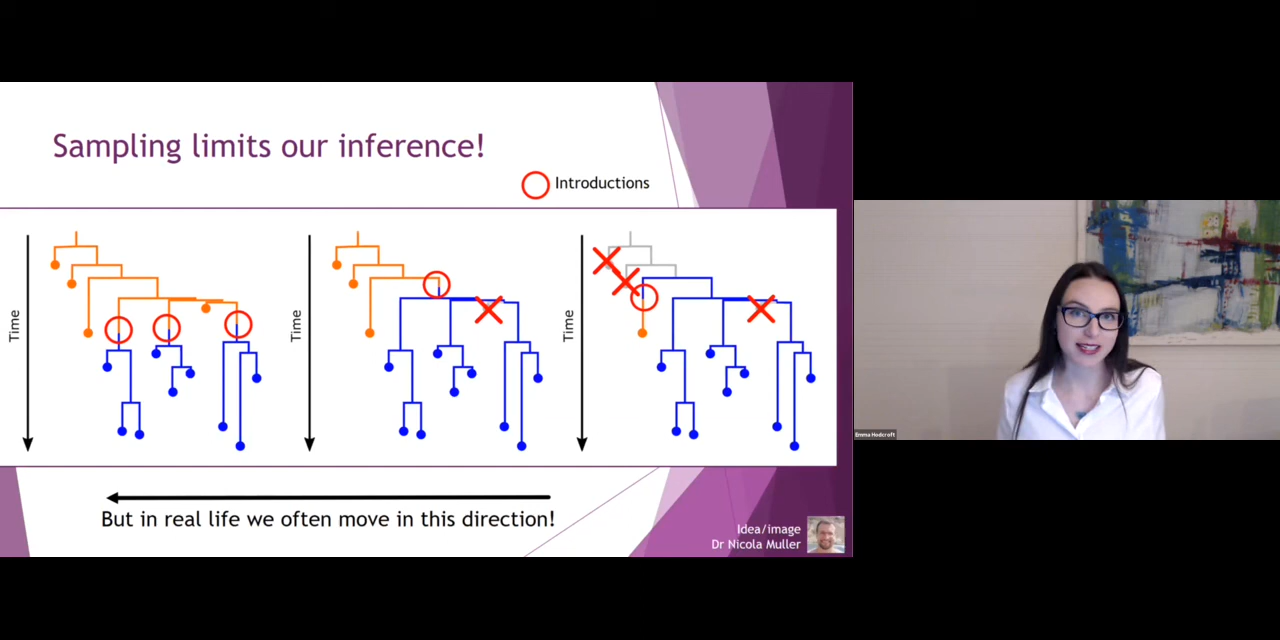 Sampling limits our inference!
Introductions
Time
Time
Time
But in real life we often move in this direction!
Idea/image
Dr Nicola Muller
Emma Hodcroft